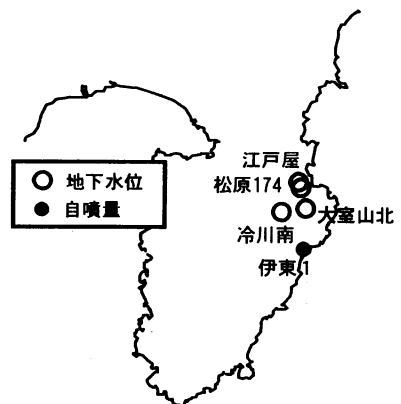 江戸屋
松原174
地下水位
自噴量
大室山北
冷川南
伊東1